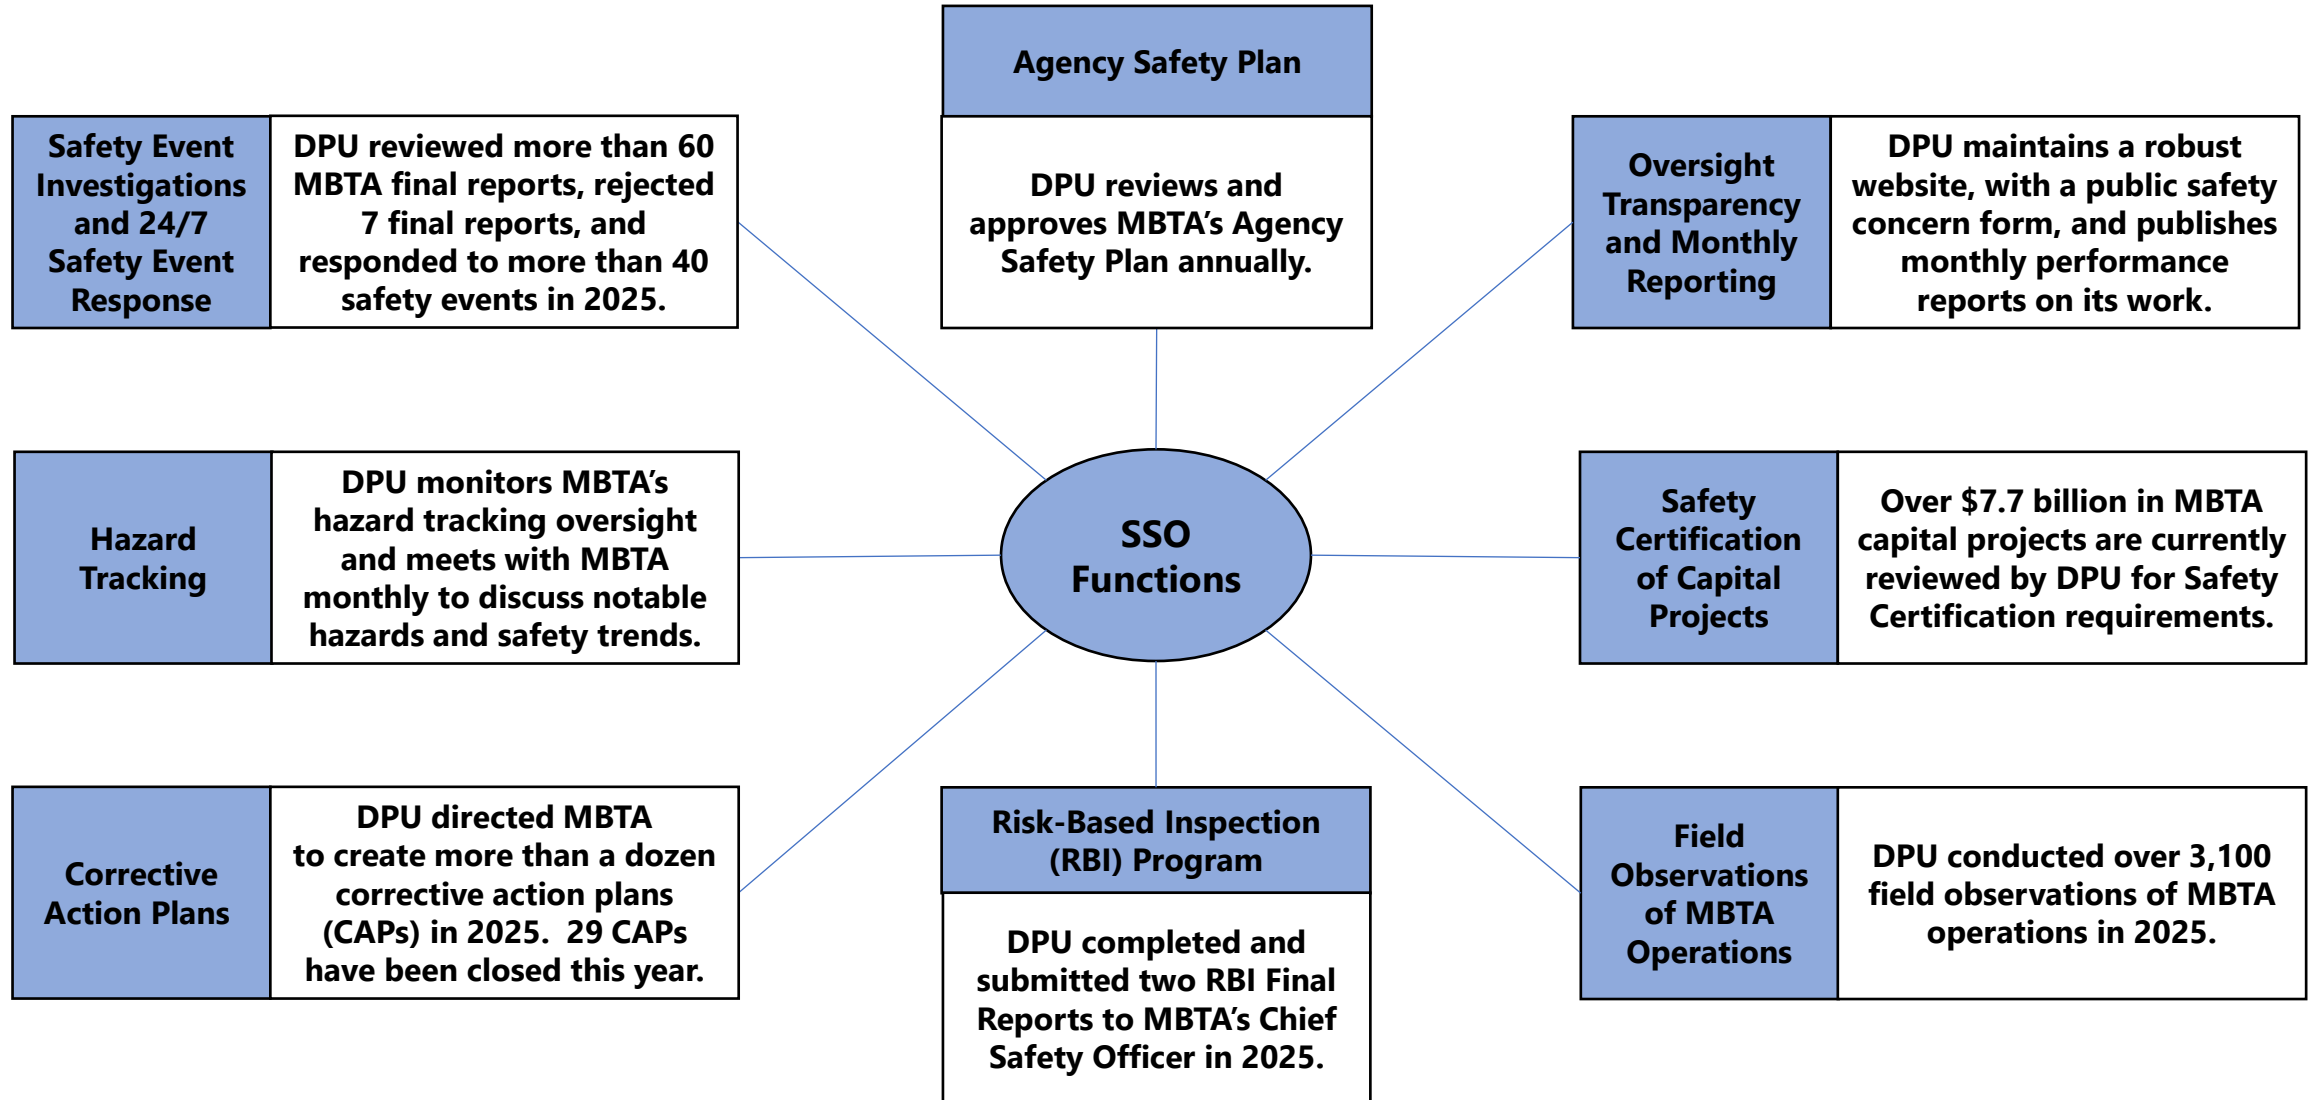 Agency Safety Plan
DPU reviews and
approves MBTA’s Agency
Safety Plan annually.
Safety Event
Investigations
and 24/7
Safety Event
Response
DPU reviewed more than 60
MBTA final reports, rejected
7 final reports, and
responded to more than 40
safety events in 2025.
Oversight
Transparency
and Monthly
Reporting
DPU maintains a robust
website, with a public safety
concern form, and publishes
monthly performance
reports on its work.
Hazard
Tracking
DPU monitors MBTA’s
hazard tracking oversight
and meets with MBTA
monthly to discuss notable
hazards and safety trends.
SSO
Functions
Safety
Certification
of Capital
Projects
Over $7.7 billion in MBTA
capital projects are currently
reviewed by DPU for Safety
Certification requirements.
Corrective
Action Plans
DPU directed MBTA
to create more than a dozen
corrective action plans
(CAPs) in 2025.  29 CAPs
have been closed this year.
Risk-Based Inspection
(RBI) Program
DPU completed and
submitted two RBI Final
Reports to MBTA’s Chief
Safety Officer in 2025.
Field
Observations
of MBTA
Operations
DPU conducted over 3,100
field observations of MBTA
operations in 2025.